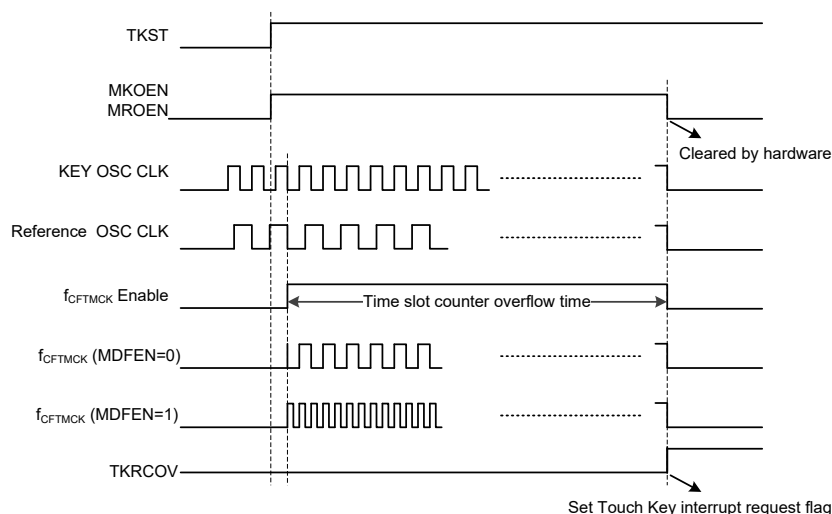 TKST
MKOEN
MROEN
Cleared by hardware
KEY OSC CLK
Reference OSC CLK
fCFTMCK Enable
Time slot counter overflow time
fCFTMCK (MDFEN=0)
fCFTMCK (MDFEN=1)
TKRCOV
Set Touch Key interrupt request flag